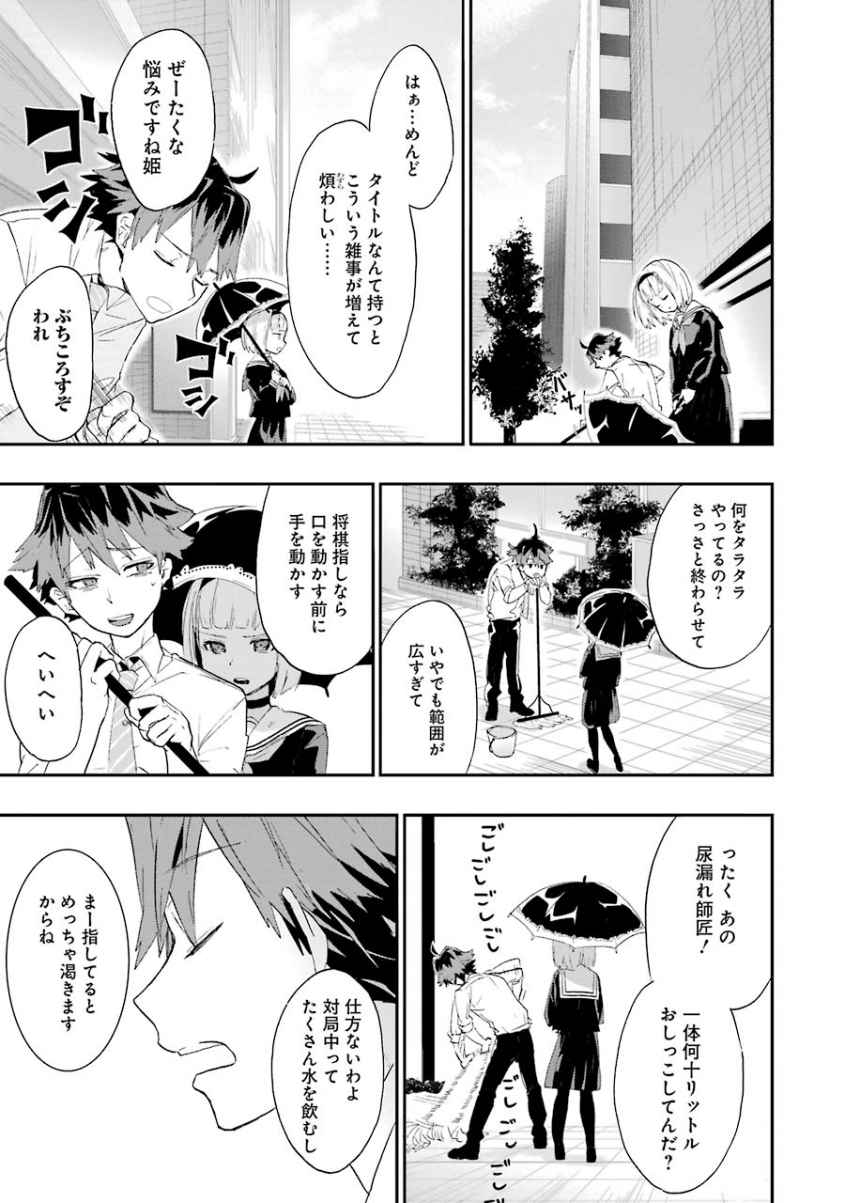 バサッ
はぁ…めんど
タイトルなんて持つと
こういう雑事が増えて
煩わしい……
わずら
ぜーたくな
悩みですね姫
ゴシ
ゴシ
ぶちころすぞ
われ
何をタラタラ
やってるの？
さっさと終わらせて
いやでも範囲が
広すぎて
将棋指しなら
口を動かす前に
手を動かす
へいへい
ったく あの
尿漏れ師匠！
一体何十リットル
おしっこしてんだ？
ごしごしごしごしごし
ごしごしごしごし
仕方ないわよ
対局中って
たくさん水を飲むし
まー指してると
めっちゃ渇きます
からね